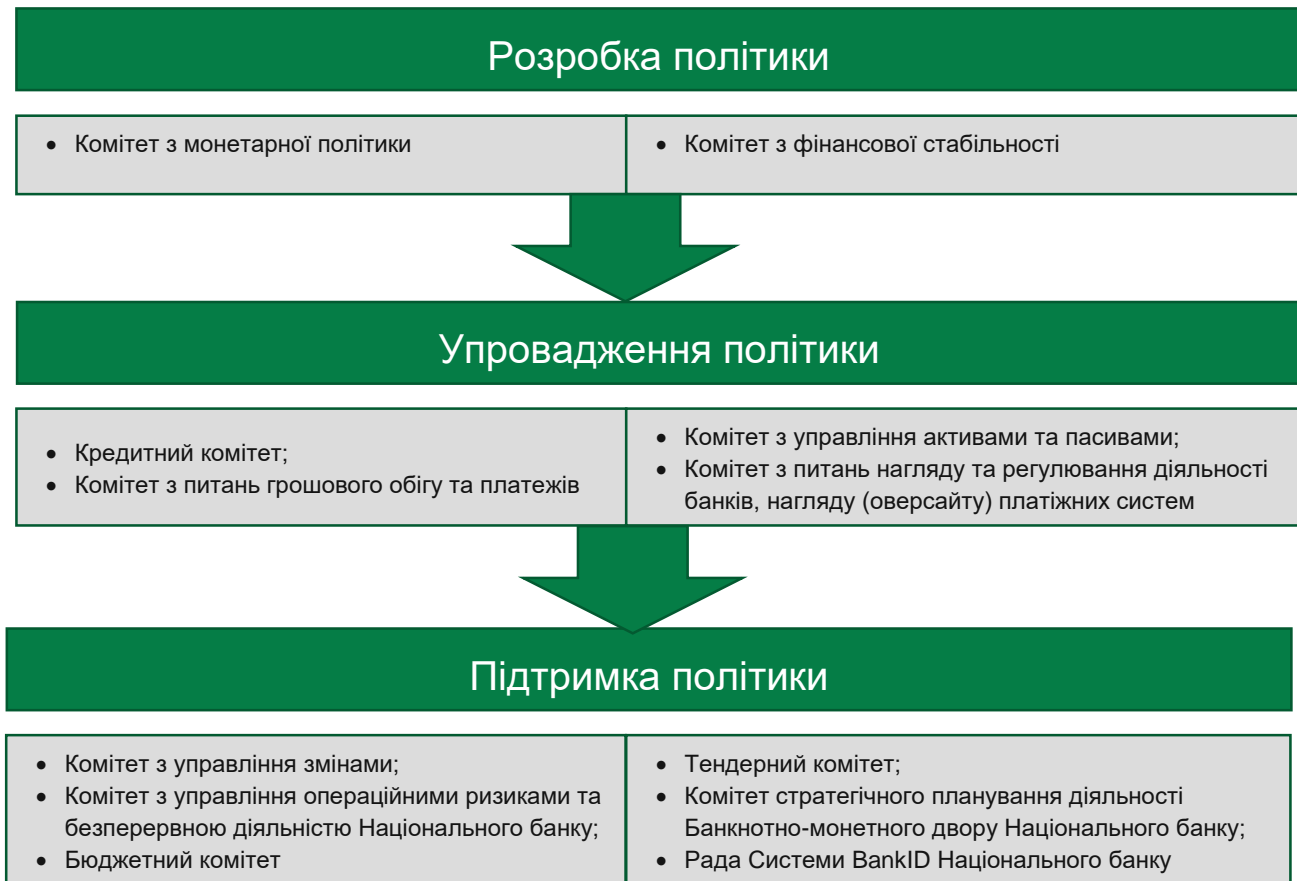 Розробка політики
• Комітет з монетарної політики
• Комітет з фінансової стабільності
Упровадження політики
• Кредитний комітет;
• Комітет з питань грошового обігу та платежів
• Комітет з управління активами та пасивами;
• Комітет з питань нагляду та регулювання діяльності
банків, нагляду (оверсайту) платіжних систем
Підтримка політики
• Комітет з управління змінами;
• Комітет з управління операційними ризиками та
безперервною діяльністю Національного банку;
• Бюджетний комітет
• Тендерний комітет;
• Комітет стратегічного планування діяльності
Банкнотно-монетного двору Національного банку;
• Рада Системи BankID Національного банку